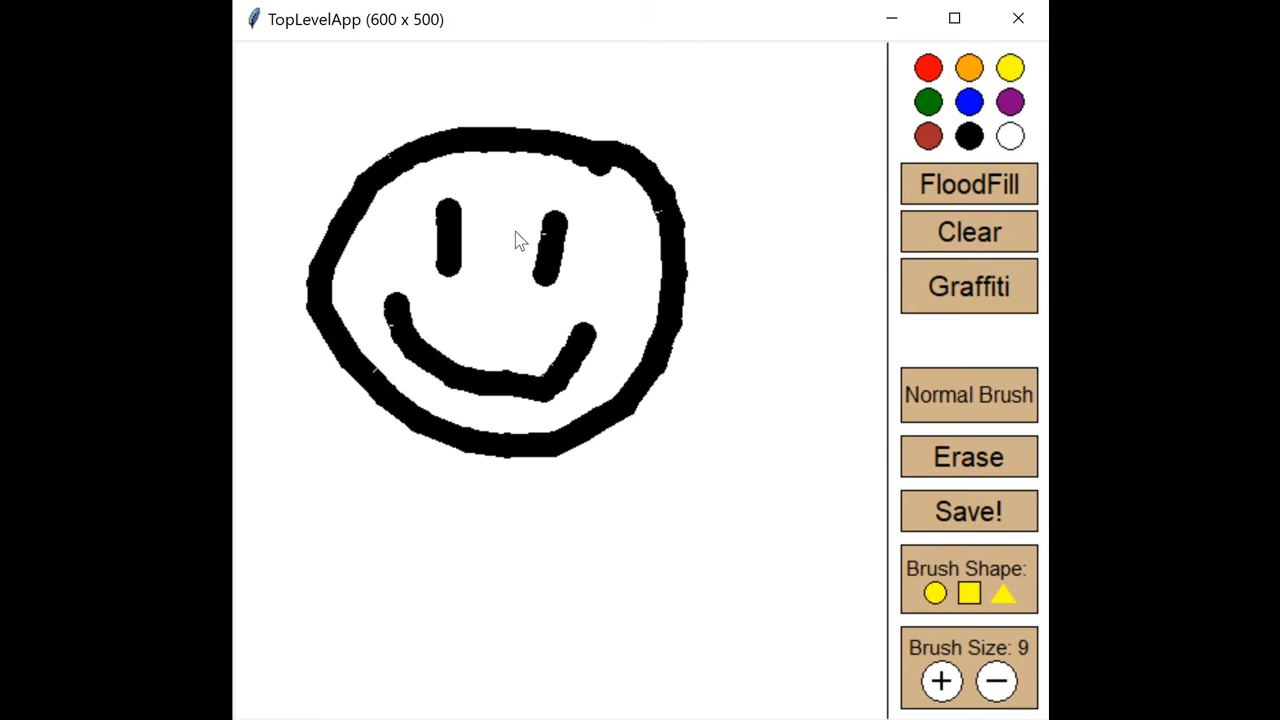 TopLevelApp (600 x 500)
FloodFill
Clear
Graffiti
Normal Brush
Erase
Save!
Brush Shape:
Brush Size: 9
+ −